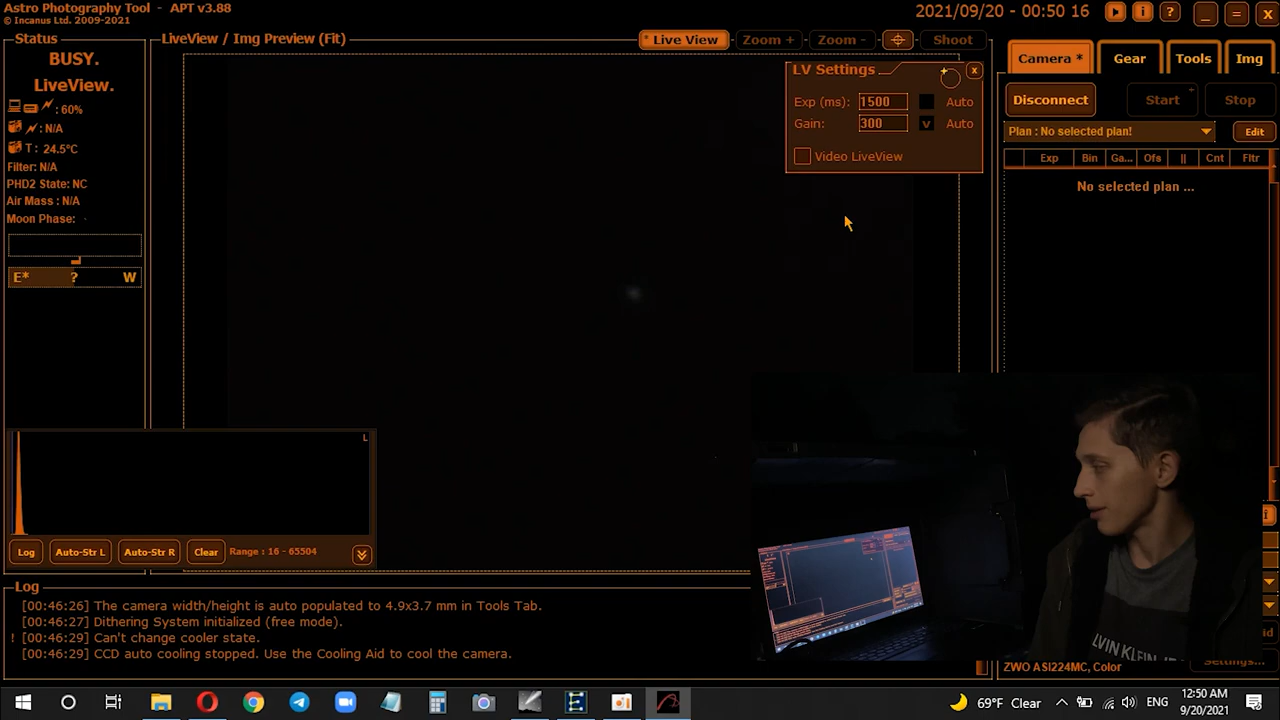 Astro Photography Tool - APT v3.88
© Incanus Ltd. 2009-2021
2021/09/20 - 00:50 16
Status
BUSY.
LiveView.
: 60%
: N/A
T : 24.5°C
Filter: N/A
PHD2 State: NC
Air Mass : N/A
Moon Phase:
E* ? W
LiveView / Img Preview (Fit)
* Live View Zoom + Zoom - Shoot
LV Settings x
Exp (ms): 1500 Auto
Gain: 300 v Auto
Video LiveView
Camera * Gear Tools Img
Disconnect Start + Stop
Plan : No selected plan! Edit
Exp Bin Ga... Ofs || Cnt Fltr
No selected plan ...
L
Log Auto-Str L Auto-Str R Clear Range : 16 - 65504
Log
[00:46:26] The camera width/height is auto populated to 4.9x3.7 mm in Tools Tab.
[00:46:27] Dithering System initialized (free mode).
! [00:46:29] Can't change cooler state.
[00:46:29] CCD auto cooling stopped. Use the Cooling Aid to cool the camera.
LVIN KLEIN
id
Settings...
ZWO ASI224MC, Color
69°F Clear
ENG
12:50 AM
9/20/2021